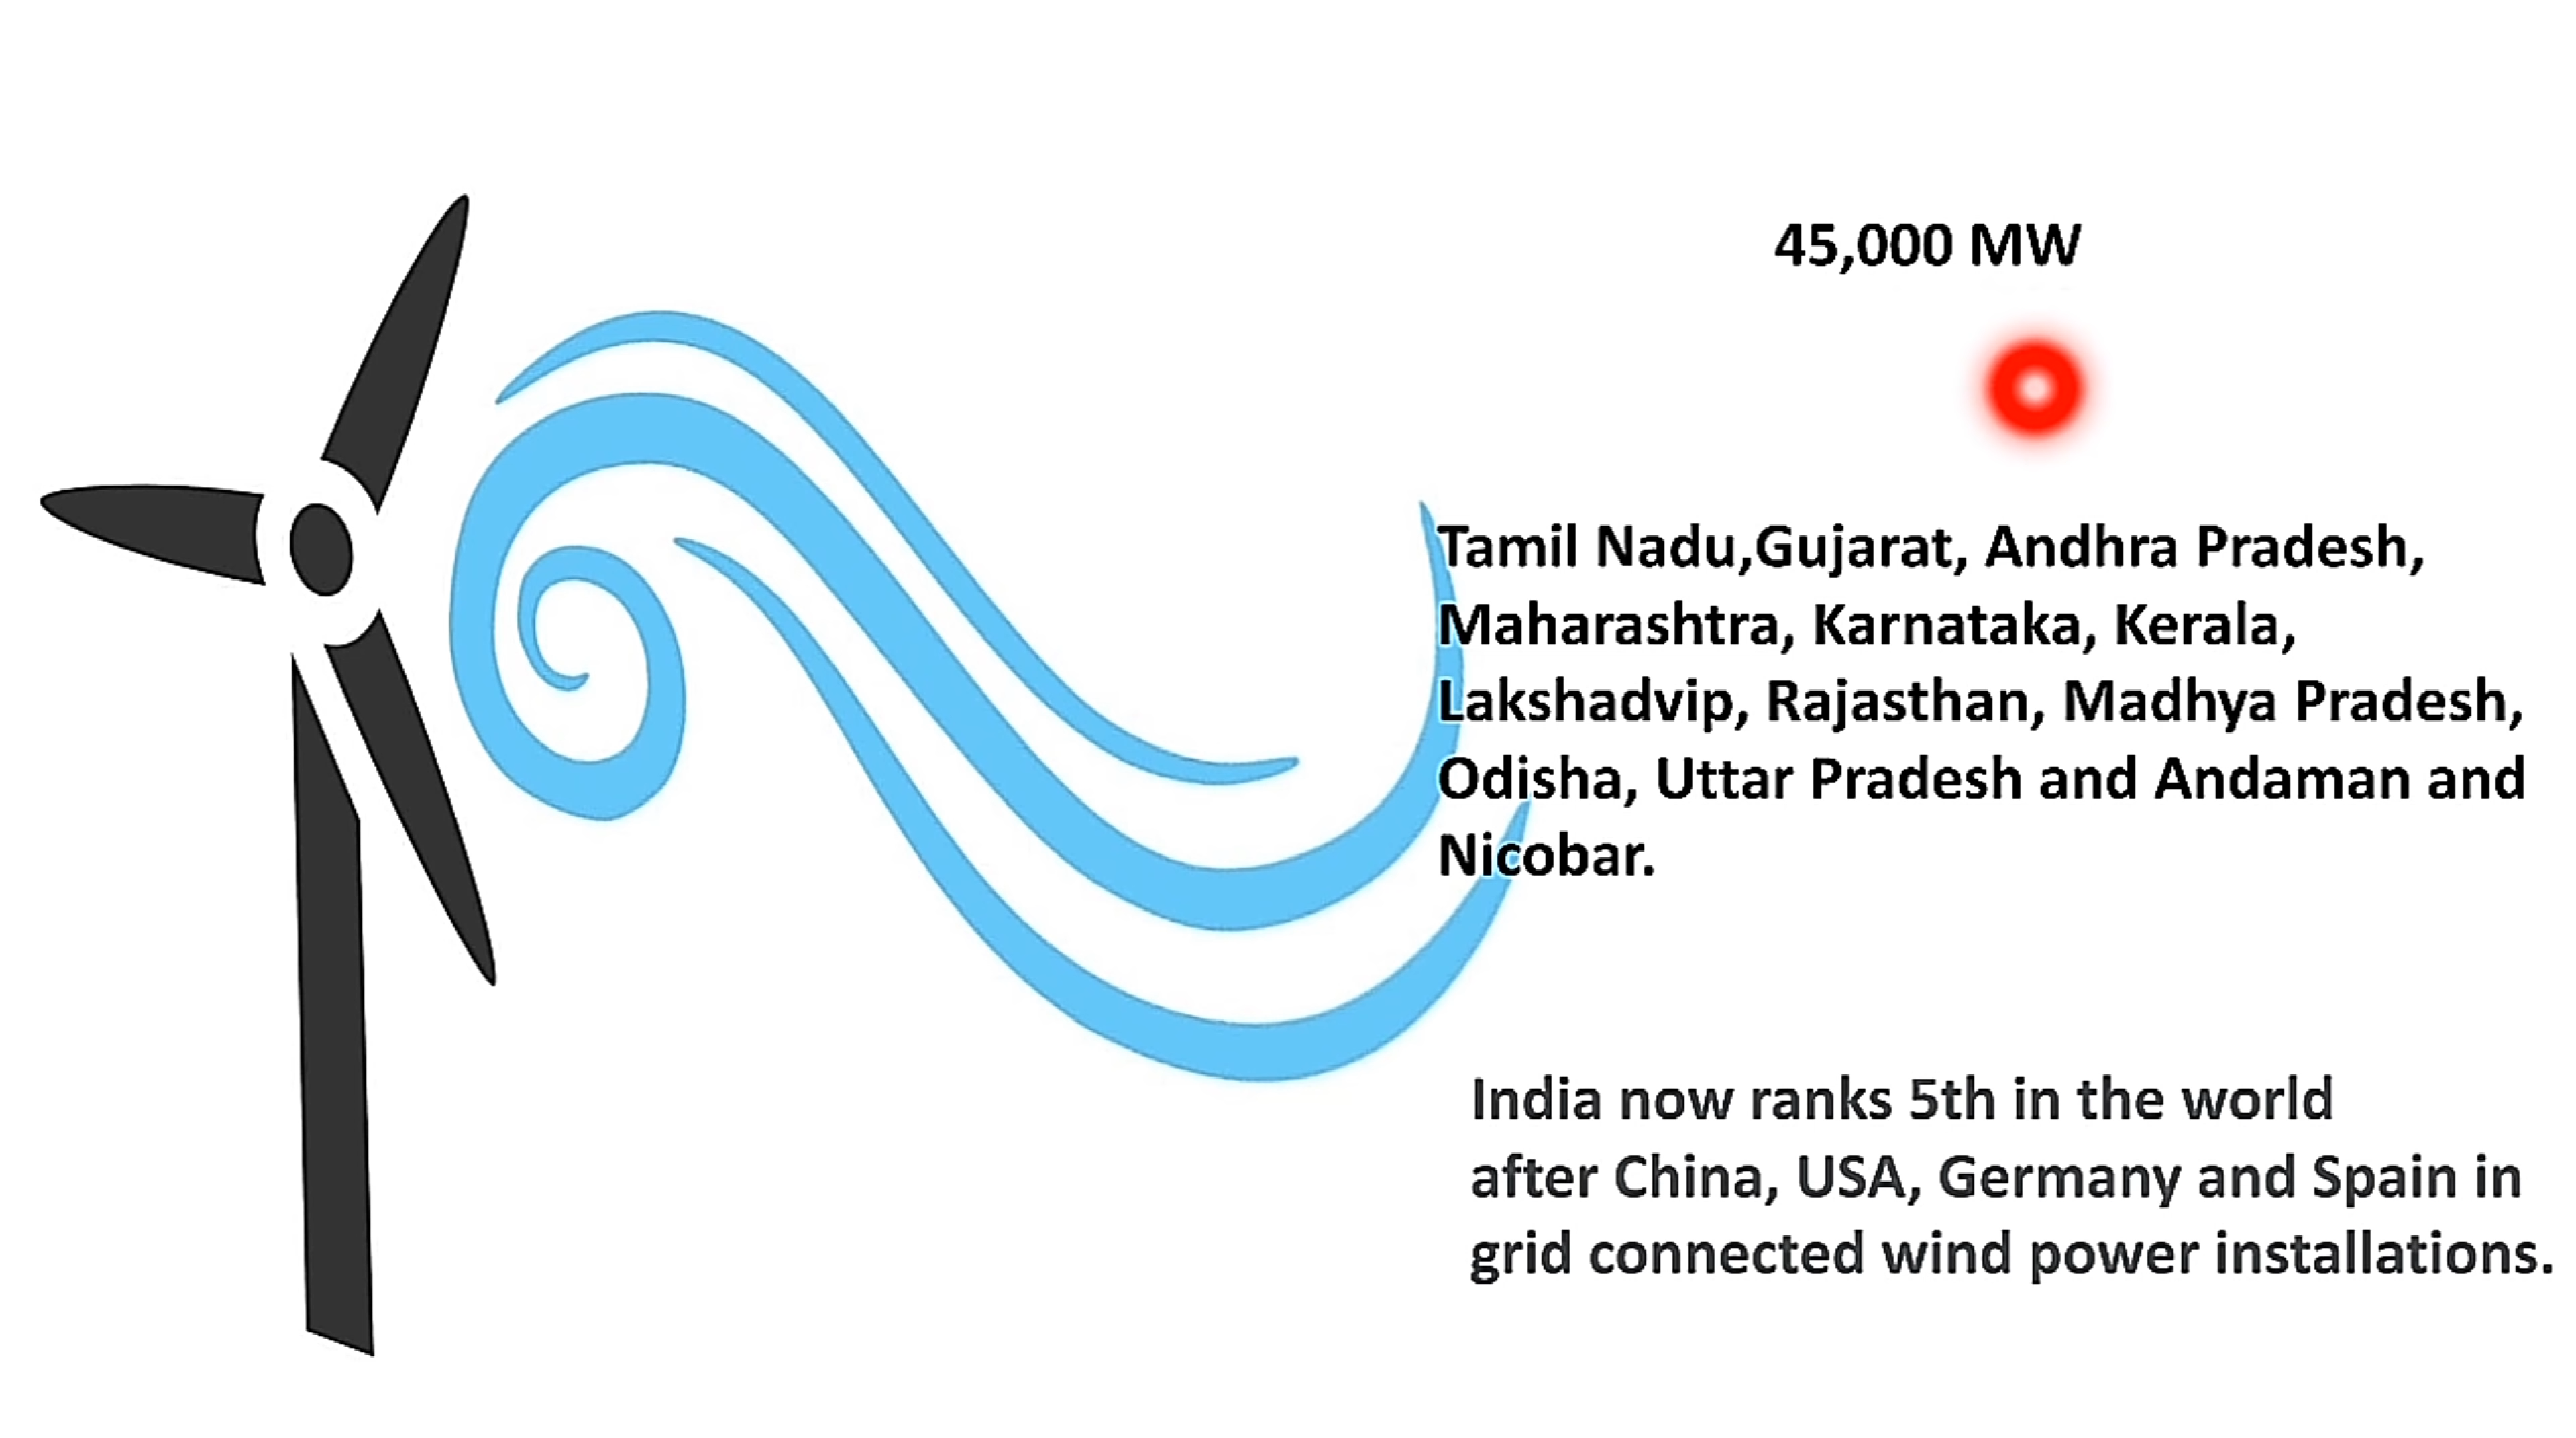 45,000 MW
Tamil Nadu,Gujarat, Andhra Pradesh,
Maharashtra, Karnataka, Kerala,
Lakshadvip, Rajasthan, Madhya Pradesh,
Odisha, Uttar Pradesh and Andaman and
Nicobar.
India now ranks 5th in the world
after China, USA, Germany and Spain in
grid connected wind power installations.